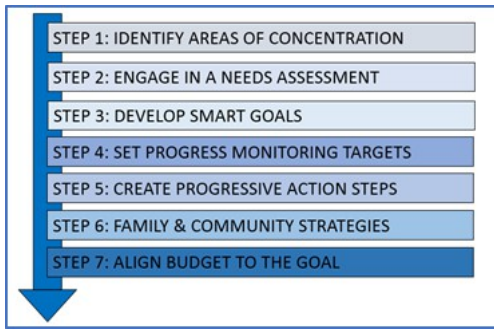 STEP 1: IDENTIFY AREAS OF CONCENTRATION
STEP 2: ENGAGE IN A NEEDS ASSESSMENT
STEP 3: DEVELOP SMART GOALS
STEP 4: SET PROGRESS MONITORING TARGETS
STEP 5: CREATE PROGRESSIVE ACTION STEPS
STEP 6: FAMILY & COMMUNITY STRATEGIES
STEP 7: ALIGN BUDGET TO THE GOAL